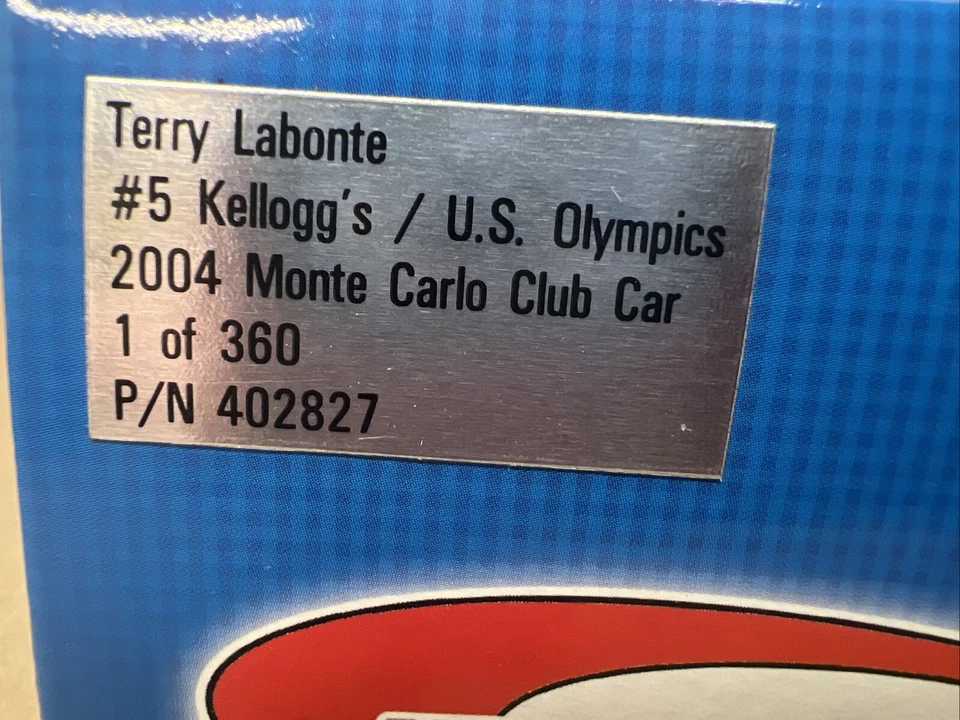 Terry Labonte
#5 Kellogg's / U.S. Olympics
2004 Monte Carlo Club Car
1 of 360
P/N 402827